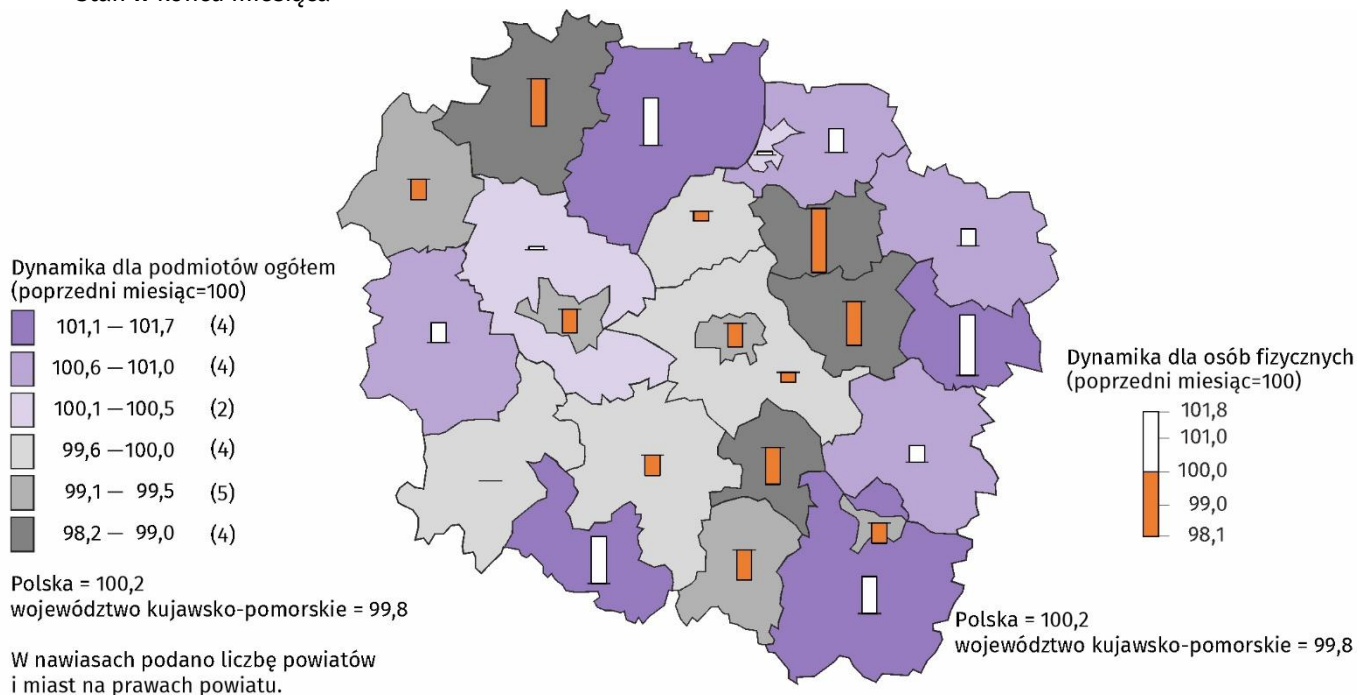 Stan w końcu miesiąca
Dynamika dla podmiotów ogółem
(poprzedni miesiąc=100)
101,1 — 101,7 (4)
100,6 — 101,0 (4)
100,1 — 100,5 (2)
99,6 —100,0 (4)
99,1 — 99,5 (5)
98,2 — 99,0 (4)
Polska = 100,2
województwo kujawsko-pomorskie = 99,8
W nawiasach podano liczbę powiatów
i miast na prawach powiatu.
Dynamika dla osób fizycznych
(poprzedni miesiąc=100)
101,8
101,0
100,0
99,0
98,1
Polska = 100,2
województwo kujawsko-pomorskie = 99,8